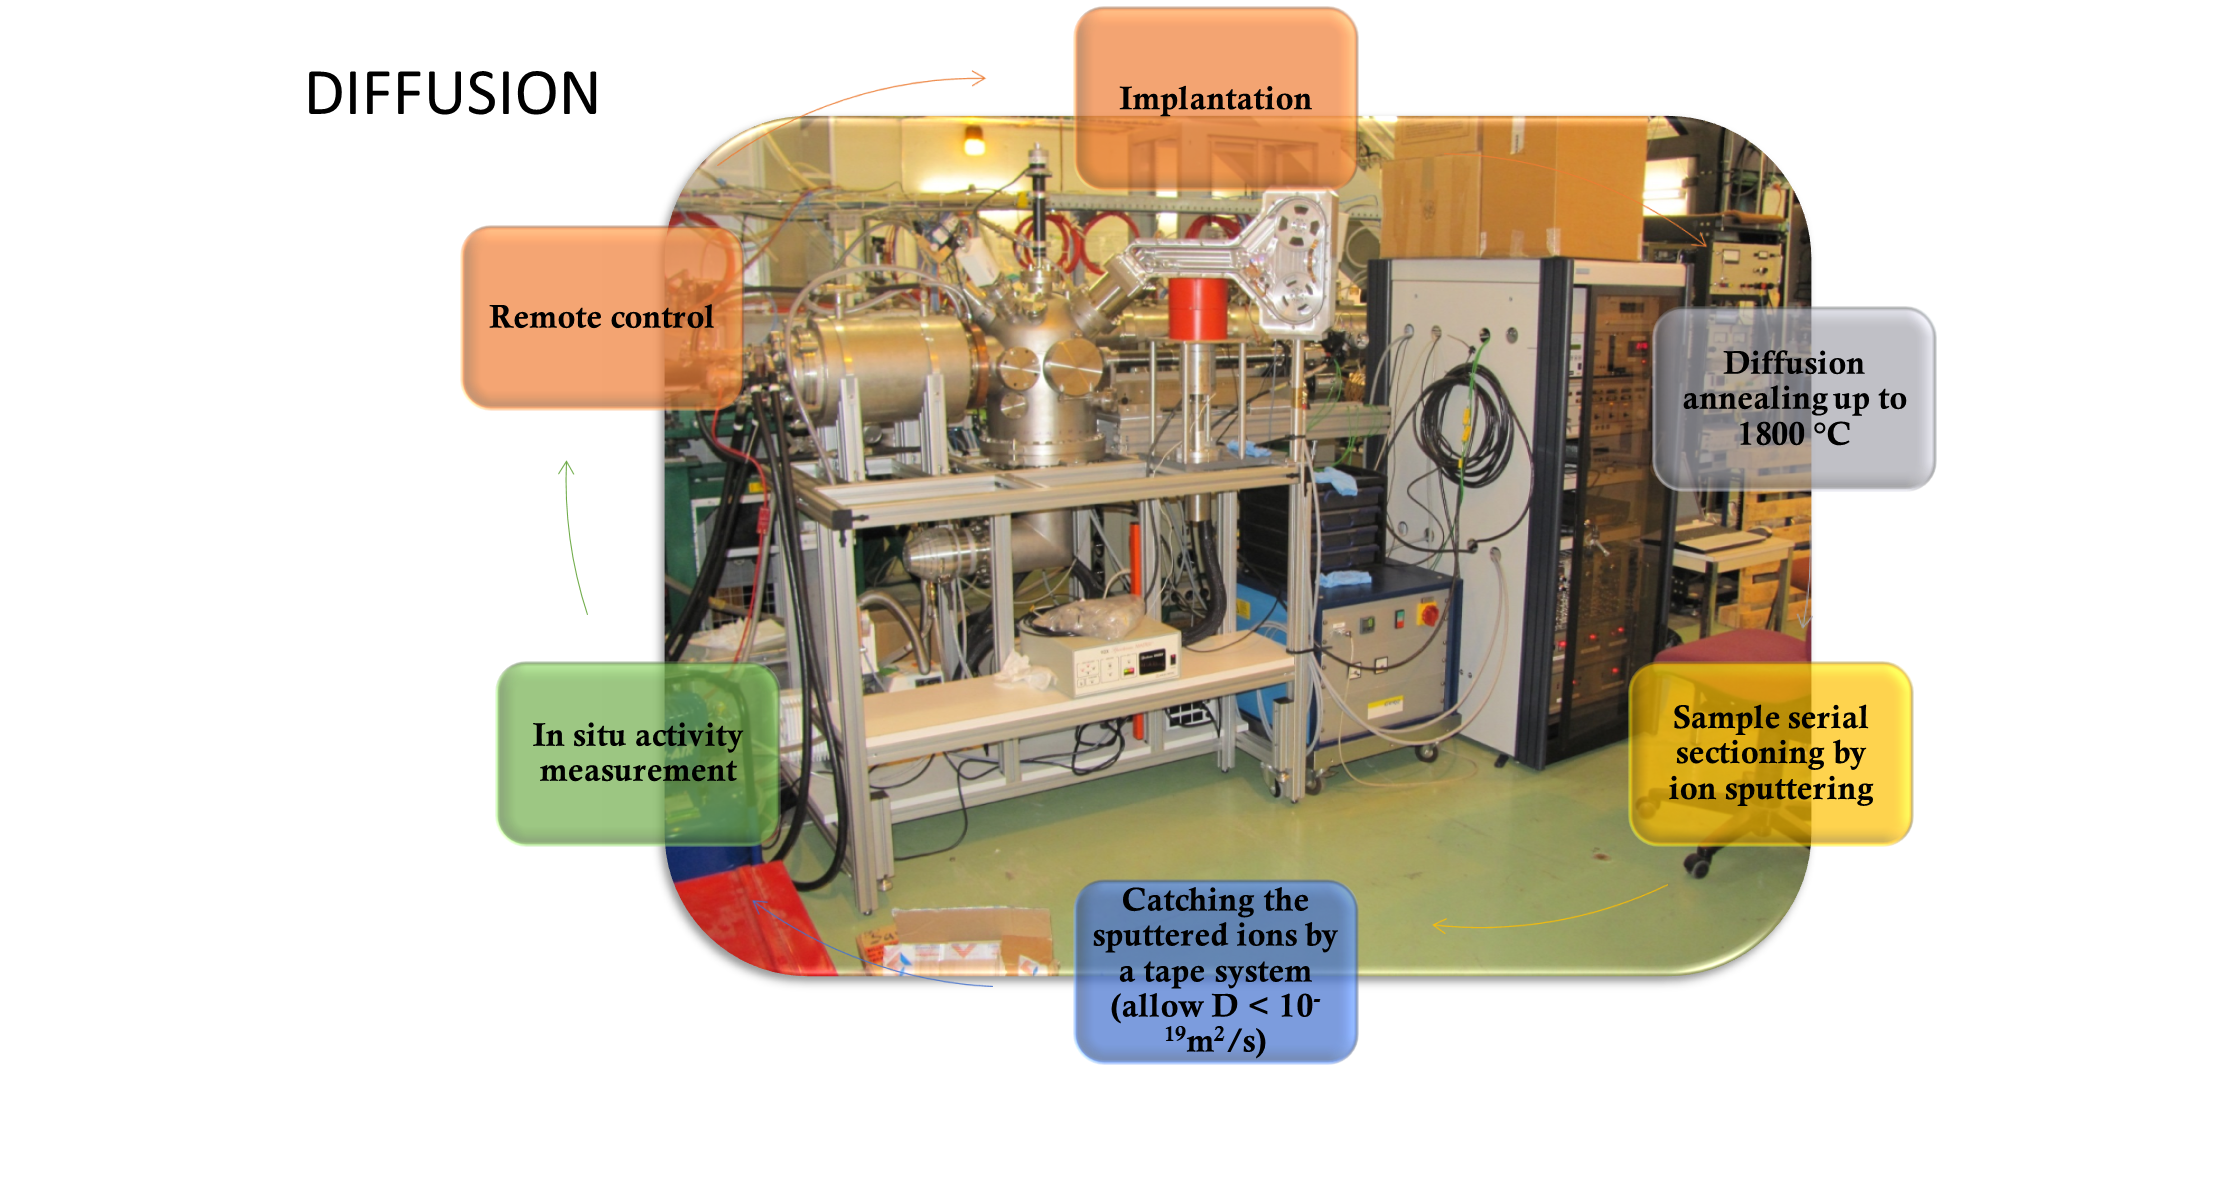 DIFFUSION
Implantation
Remote control
Diffusion
annealing up to
1800 °C
Sample serial
sectioning by
ion sputtering
In situ activity
measurement
Catching the
sputtered ions by
a tape system
(allow D < 10⁻
¹⁹m²/s)